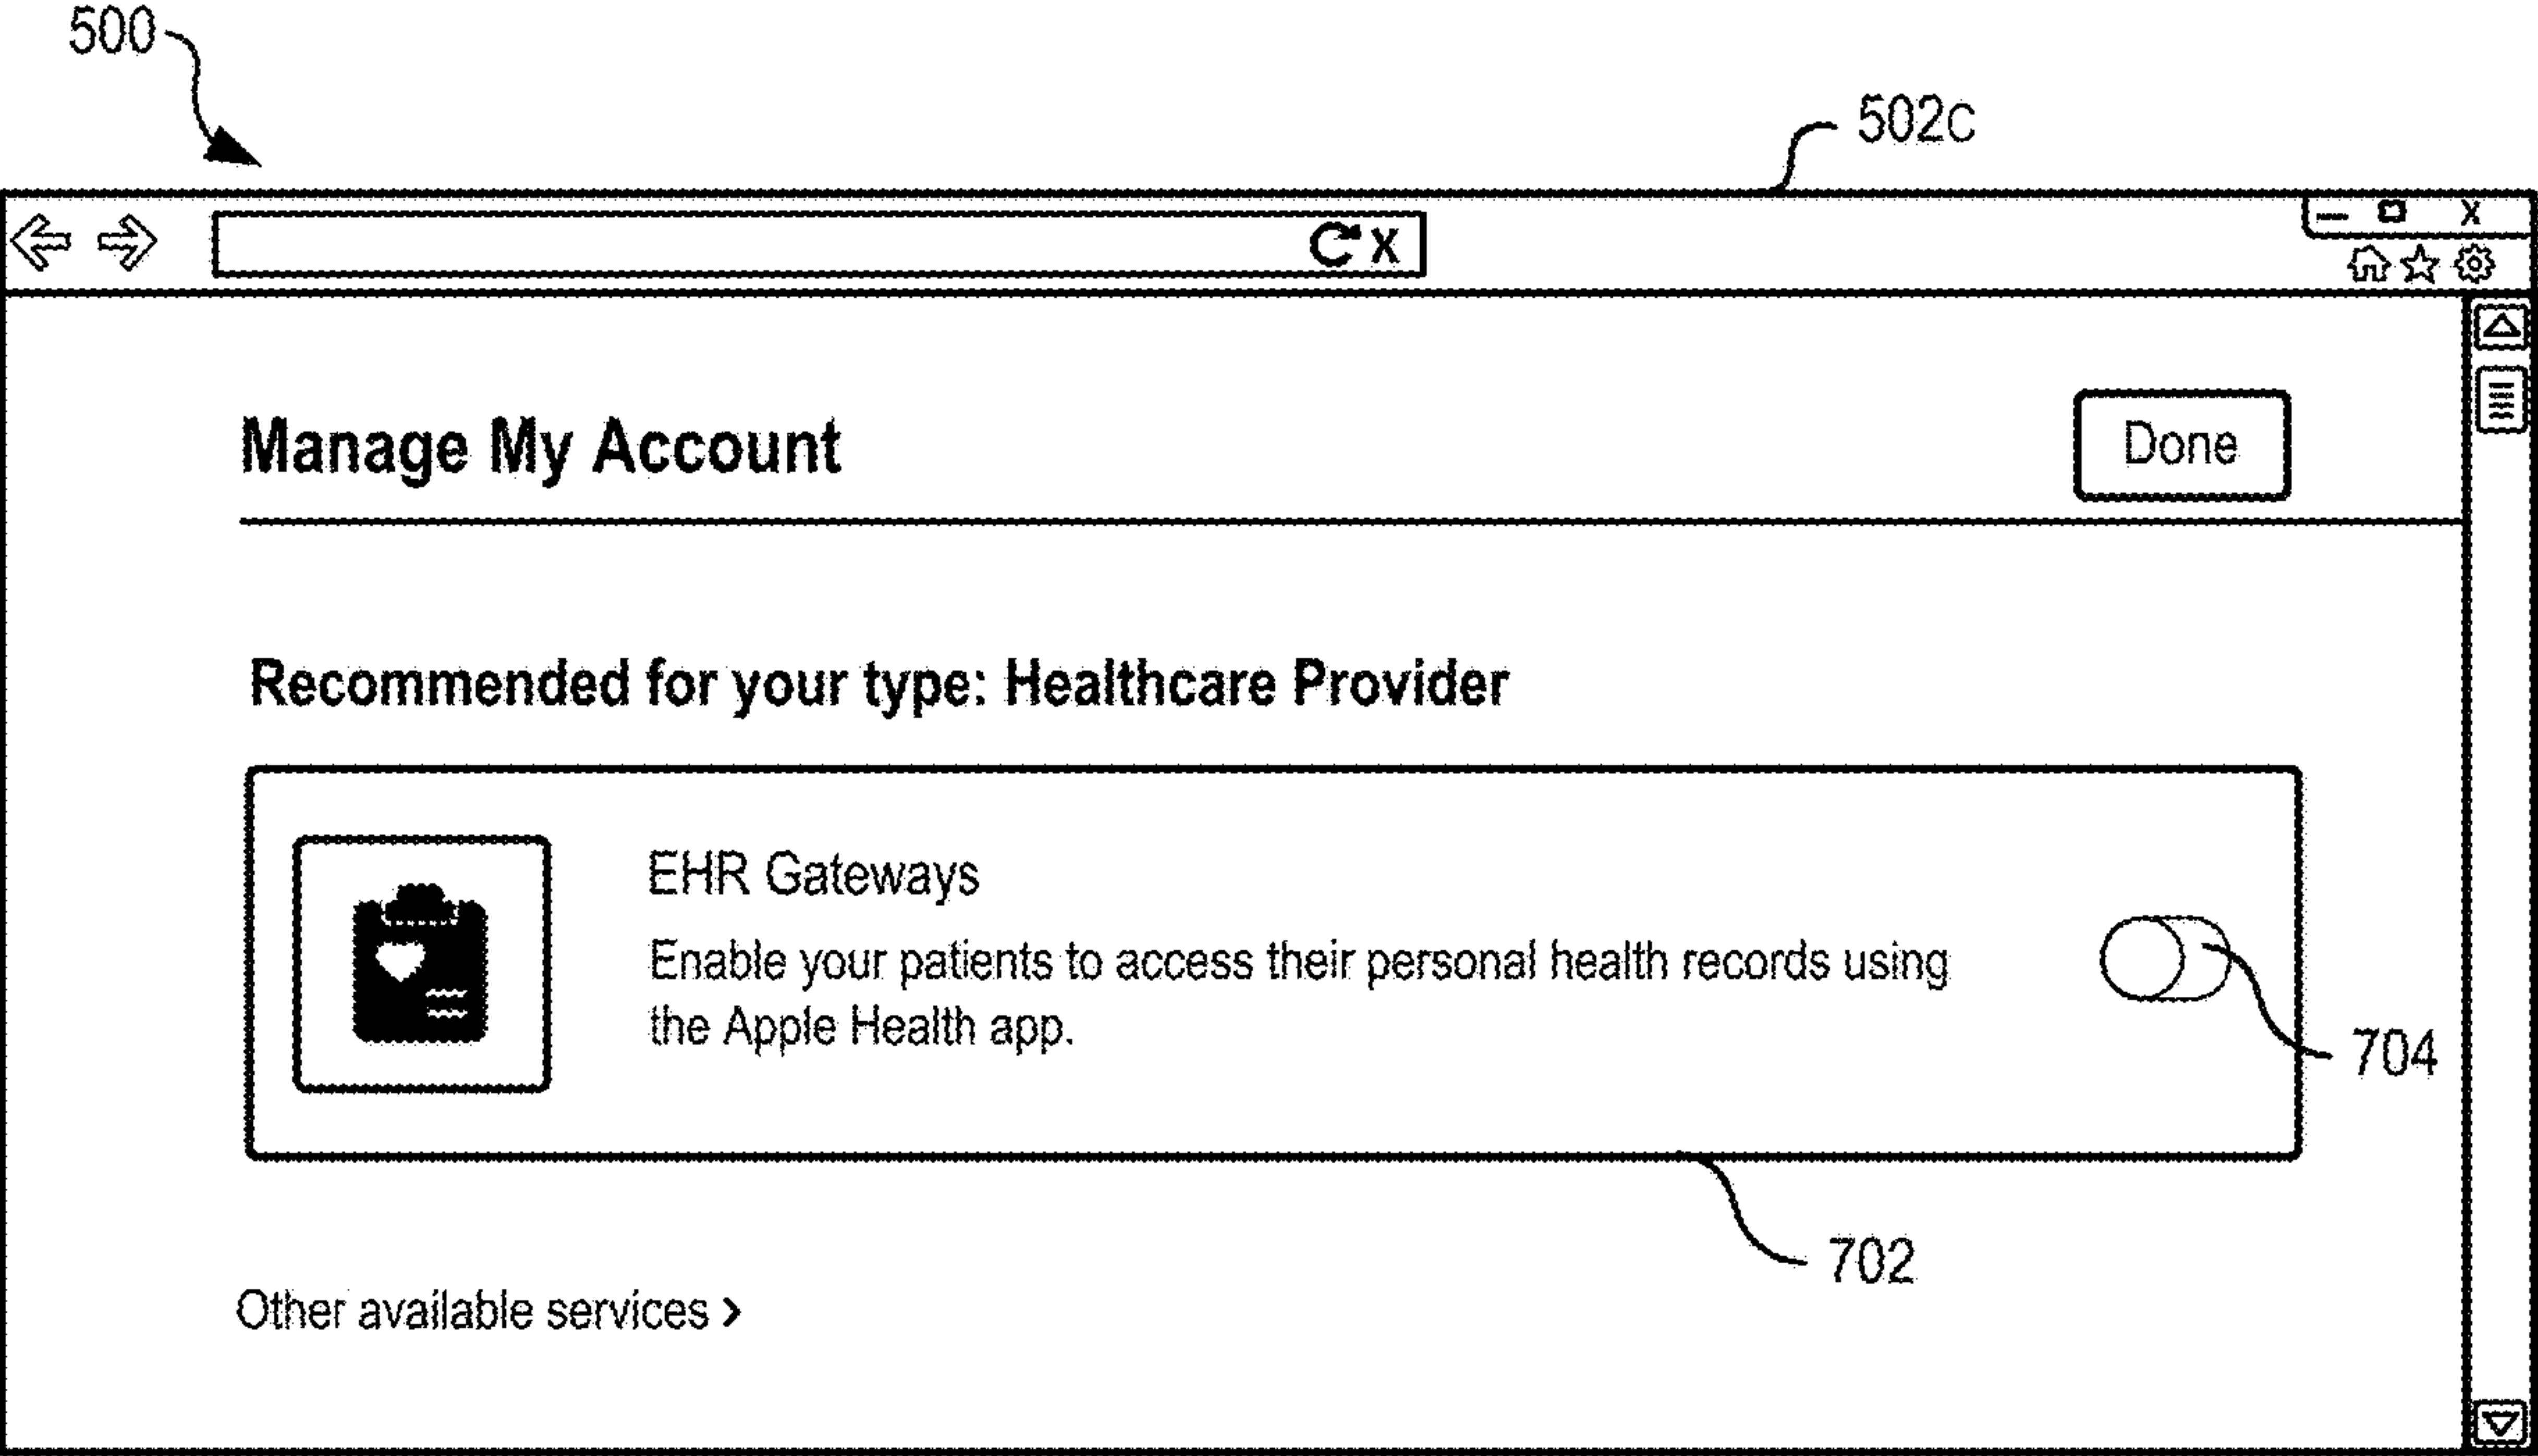 500
502c
X
X
Manage My Account
Done
Recommended for your type: Healthcare Provider
EHR Gateways
Enable your patients to access their personal health records using
the Apple Health app.
704
702
Other available services >